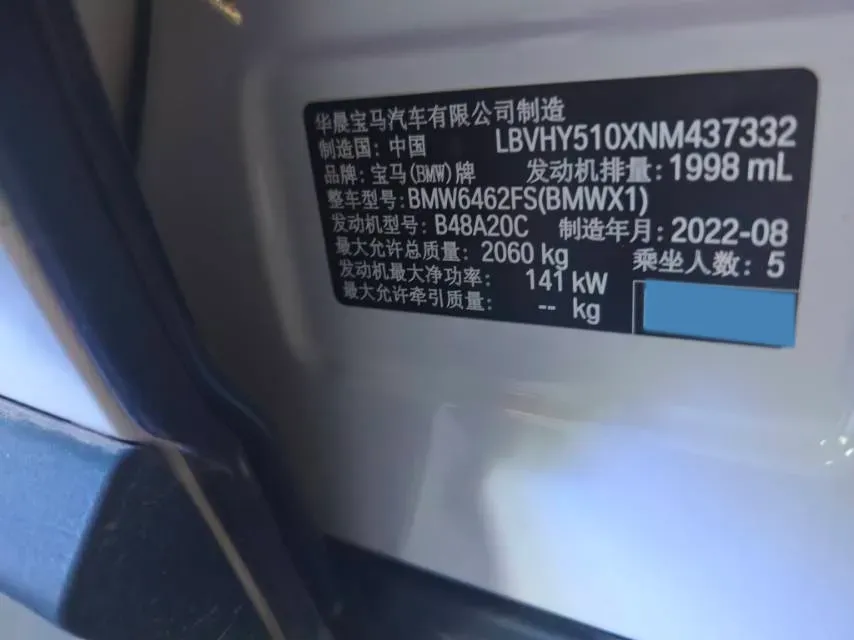 华晨宝马汽车有限公司制造
制造国: 中国 LBVHY510XNM437332
品牌: 宝马(BMW)牌 发动机排量: 1998 mL
整车型号: BMW6462FS(BMWX1)
发动机型号: B48A20C 制造年月: 2022-08
最大允许总质量: 2060 kg 乘坐人数: 5
发动机最大净功率: 141 kW
最大允许牵引质量: -- kg